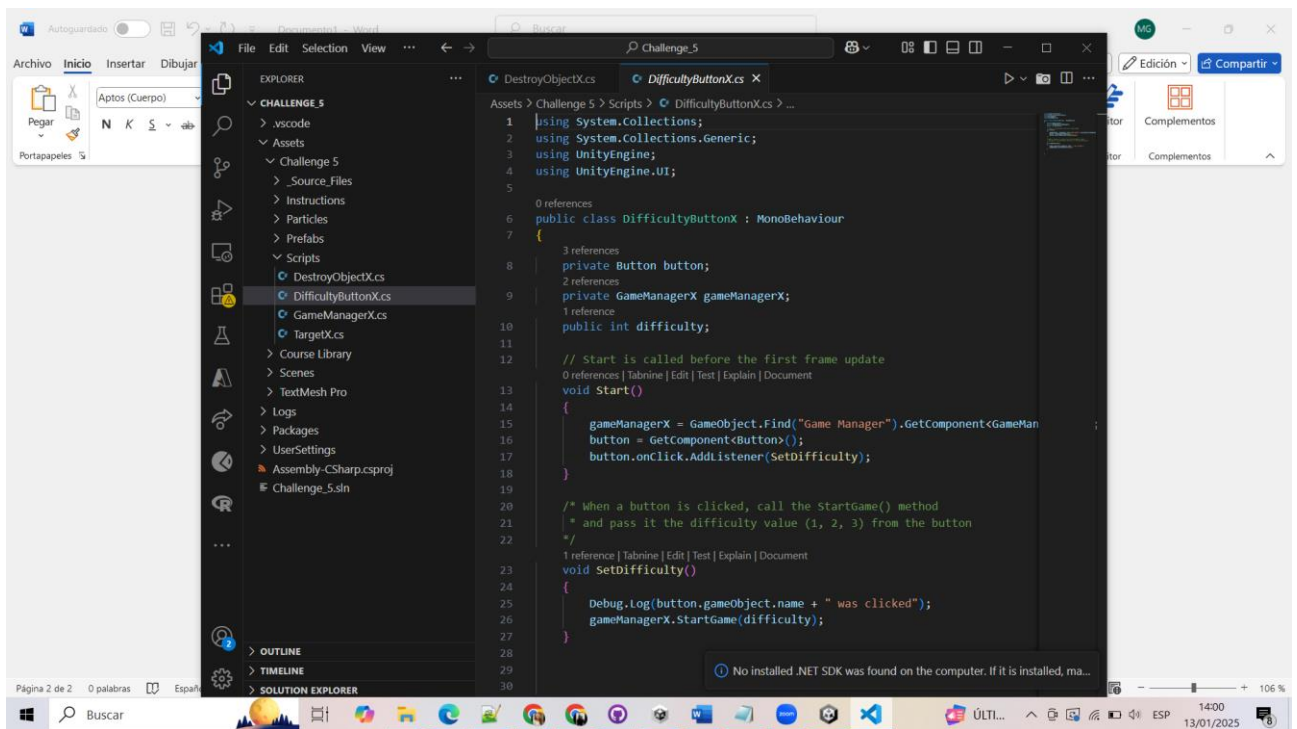 Autoguardado
Documento1 - Word
Buscar
MG
Archivo Inicio Insertar Dibujar
Edición
Compartir
Pegar
Aptos (Cuerpo)
N K S ab
Portapapeles
itor
Complementos
itor
Complementos
File Edit Selection View ...
Challenge_5
EXPLORER
CHALLENGE_5
.vscode
Assets
Challenge 5
_Source_Files
Instructions
Particles
Prefabs
Scripts
DestroyObjectX.cs
DifficultyButtonX.cs
GameManagerX.cs
TargetX.cs
Course Library
Scenes
TextMesh Pro
Logs
Packages
UserSettings
Assembly-CSharp.csproj
Challenge_5.sln
OUTLINE
TIMELINE
SOLUTION EXPLORER
DestroyObjectX.cs DifficultyButtonX.cs
Assets > Challenge 5 > Scripts > DifficultyButtonX.cs > ...
1 using System.Collections;
2 using System.Collections.Generic;
3 using UnityEngine;
4 using UnityEngine.UI;
5
0 references
6 public class DifficultyButtonX : MonoBehaviour
7 {
3 references
8 private Button button;
2 references
9 private GameManagerX gameManagerX;
1 reference
10 public int difficulty;
11
12 // Start is called before the first frame update
0 references | Tabnine | Edit | Test | Explain | Document
13 void Start()
14 {
15 gameManagerX = GameObject.Find("Game Manager").GetComponent<GameMan ;
16 button = GetComponent<Button>();
17 button.onClick.AddListener(SetDifficulty);
18 }
19
20 /* When a button is clicked, call the StartGame() method
21 * and pass it the difficulty value (1, 2, 3) from the button
22 */
1 reference | Tabnine | Edit | Test | Explain | Document
23 void SetDifficulty()
24 {
25 Debug.Log(button.gameObject.name + " was clicked");
26 gameManagerX.StartGame(difficulty);
27 }
28
29
30
No installed .NET SDK was found on the computer. If it is installed, ma...
2
Página 2 de 2 0 palabras Españ
106 %
Buscar
ÚLTI...
ESP
14:00
13/01/2025
8